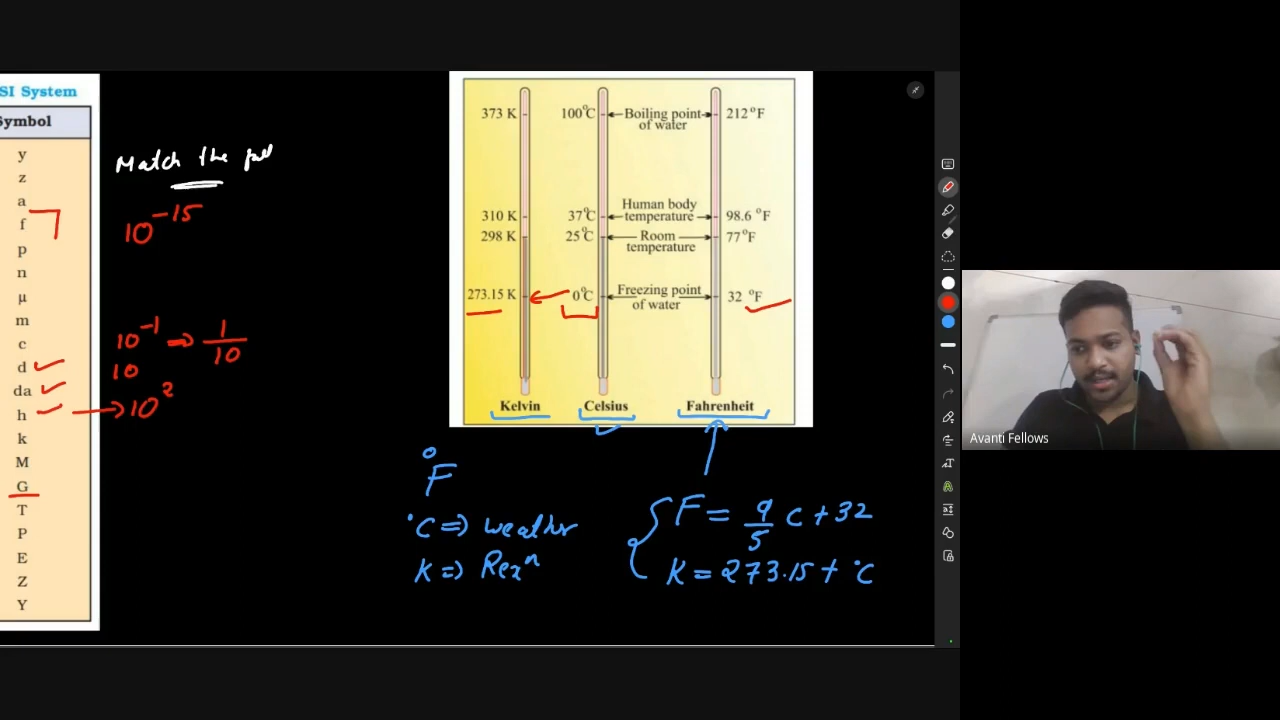 SI System
Symbol
y
z
a
f
p
n
µ
m
c
d
da
h
k
M
G
T
P
E
Z
Y
Match the
10⁻¹⁵
10⁻¹ ⇒ 1/10
10
→ 10²
373 K 100°C Boiling point of water 212 °F
310 K 37°C Human body temperature 98.6 °F
298 K 25°C Room temperature 77°F
273.15 K 0°C Freezing point of water 32 °F
Kelvin Celsius Fahrenheit
°F
°C ⇒ weather
K ⇒ Rexⁿ
F = 9/5 C + 32
K = 273.15 + °C
Avanti Fellows